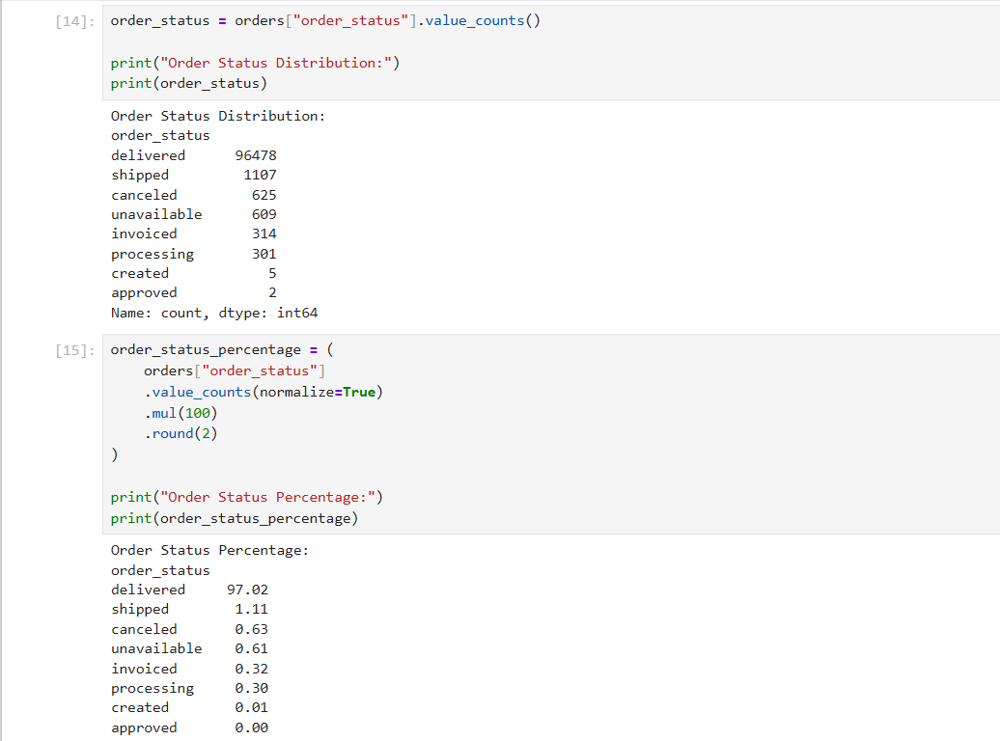 [14]: order_status = orders["order_status"].value_counts()
print("Order Status Distribution:")
print(order_status)
Order Status Distribution:
order_status
delivered 96478
shipped 1107
canceled 625
unavailable 609
invoiced 314
processing 301
created 5
approved 2
Name: count, dtype: int64
[15]: order_status_percentage = (
orders["order_status"]
.value_counts(normalize=True)
.mul(100)
.round(2)
)
print("Order Status Percentage:")
print(order_status_percentage)
Order Status Percentage:
order_status
delivered 97.02
shipped 1.11
canceled 0.63
unavailable 0.61
invoiced 0.32
processing 0.30
created 0.01
approved 0.00